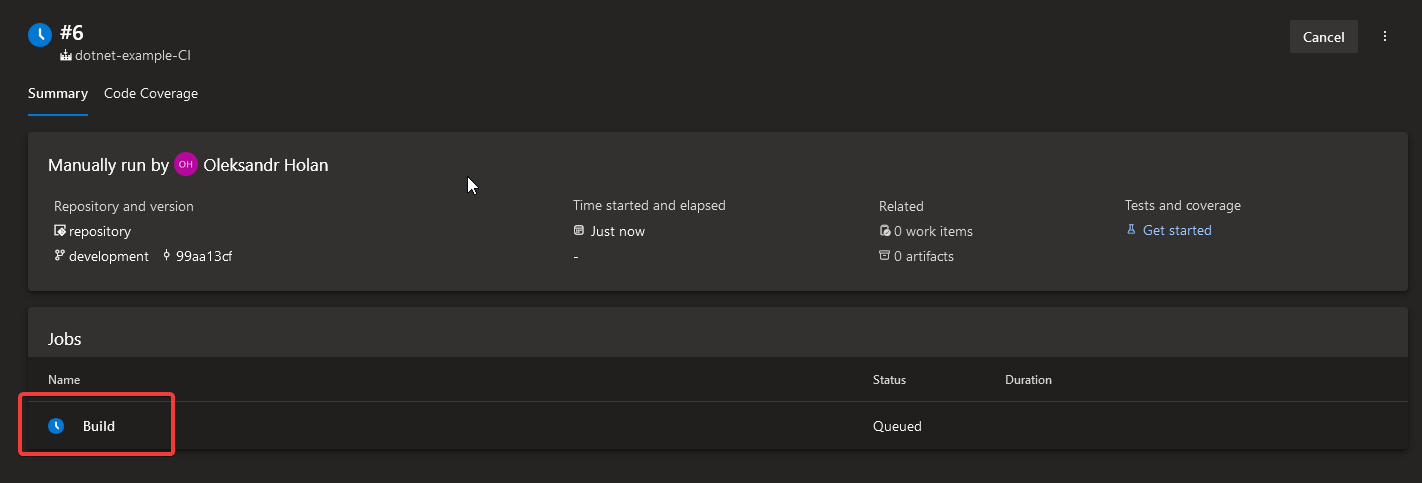 #6
Cancel
dotnet-example-CI
Summary Code Coverage
Manually run by OH Oleksandr Holan
Repository and version Time started and elapsed Related Tests and coverage
repository Just now 0 work items Get started
development 99aa13cf - 0 artifacts
Jobs
Name Status Duration
Build Queued